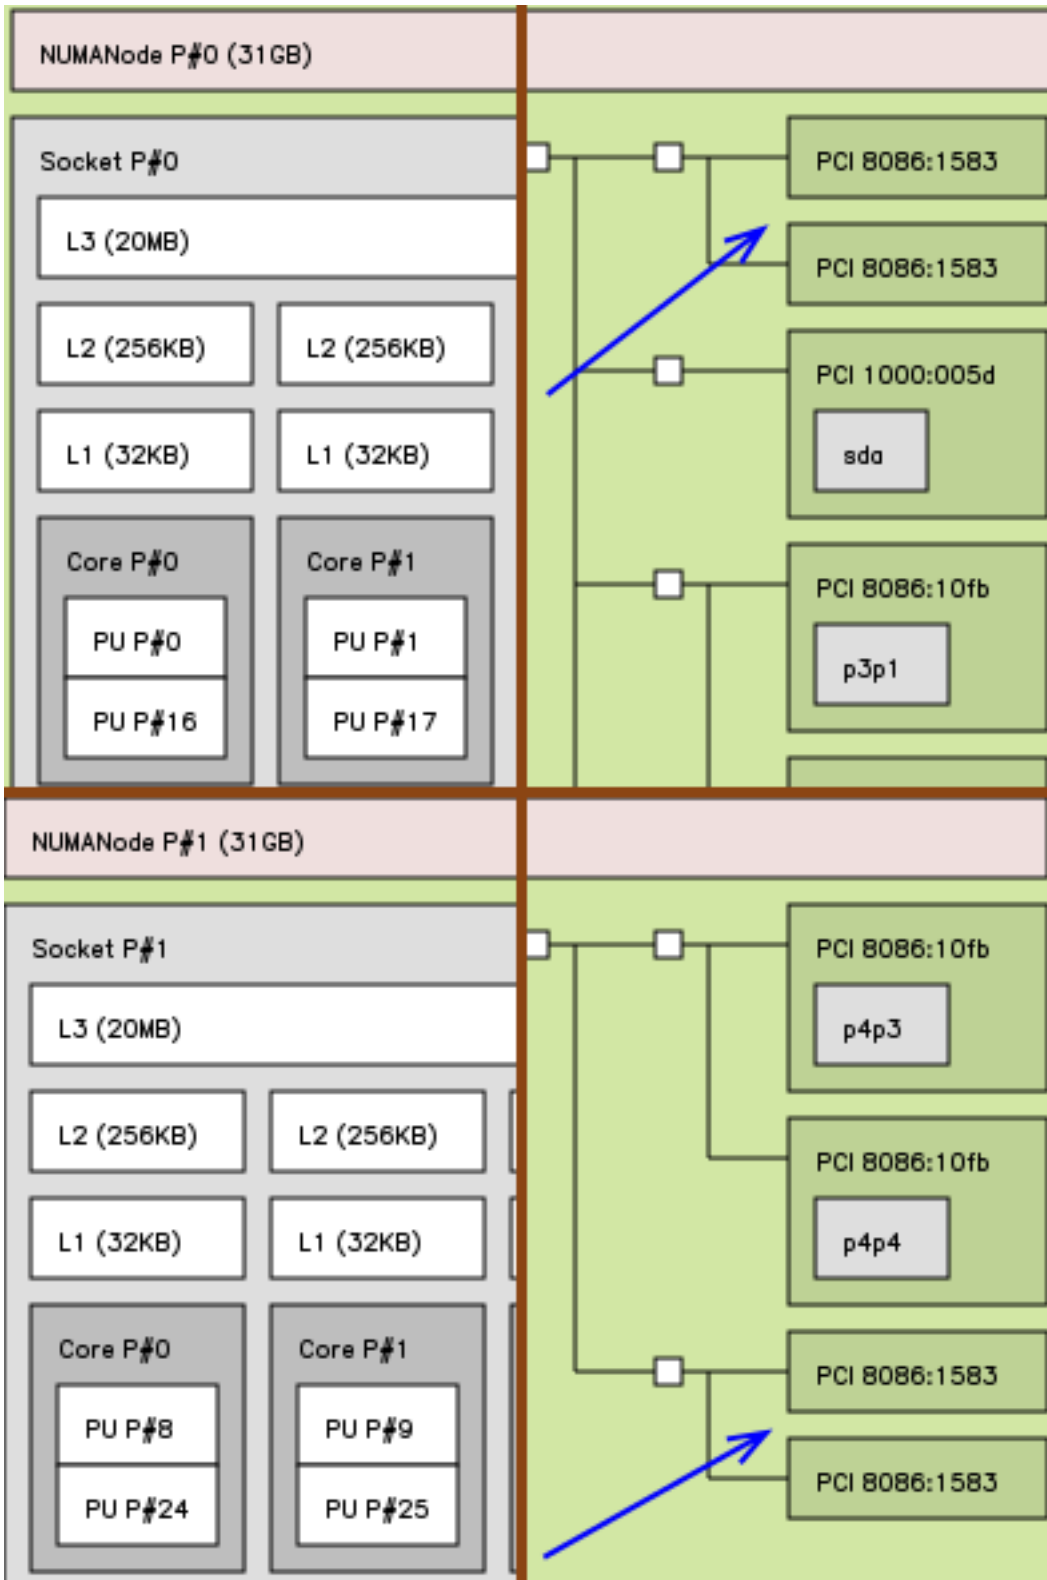 NUMANode P#0 (31GB)
Socket P#0
L3 (20MB)
L2 (256KB) L2 (256KB)
L1 (32KB) L1 (32KB)
Core P#0 Core P#1
PU P#0 PU P#1
PU P#16 PU P#17
PCI 8086:1583
PCI 8086:1583
PCI 1000:005d
sda
PCI 8086:10fb
p3p1
NUMANode P#1 (31GB)
Socket P#1
L3 (20MB)
L2 (256KB) L2 (256KB)
L1 (32KB) L1 (32KB)
Core P#0 Core P#1
PU P#8 PU P#9
PU P#24 PU P#25
PCI 8086:10fb
p4p3
PCI 8086:10fb
p4p4
PCI 8086:1583
PCI 8086:1583